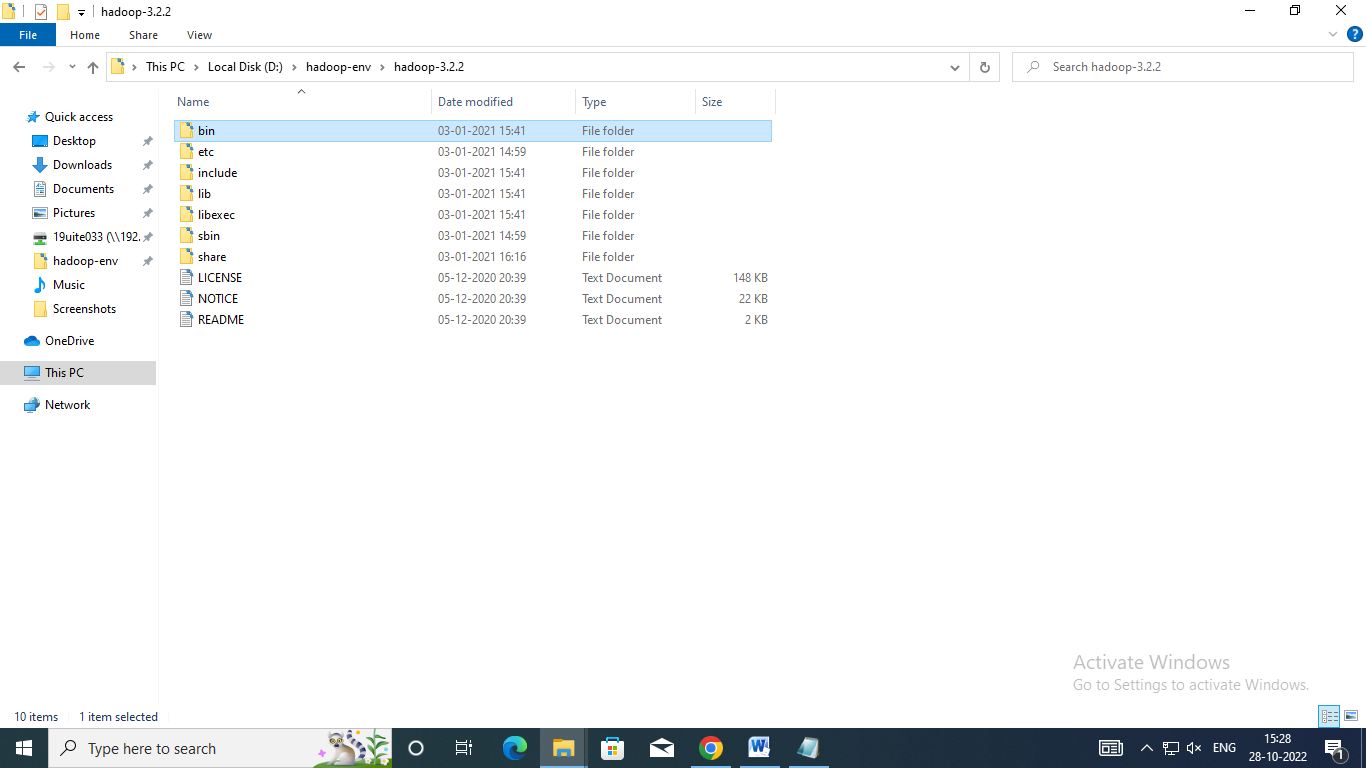 hadoop-3.2.2
File Home Share View
This PC Local Disk (D:) hadoop-env hadoop-3.2.2
Search hadoop-3.2.2
Name Date modified Type Size
Quick access
Desktop
Downloads
Documents
Pictures
19uite033 (\\192.
hadoop-env
Music
Screenshots
OneDrive
This PC
Network
bin 03-01-2021 15:41 File folder
etc 03-01-2021 14:59 File folder
include 03-01-2021 15:41 File folder
lib 03-01-2021 15:41 File folder
libexec 03-01-2021 15:41 File folder
sbin 03-01-2021 14:59 File folder
share 03-01-2021 16:16 File folder
LICENSE 05-12-2020 20:39 Text Document 148 KB
NOTICE 05-12-2020 20:39 Text Document 22 KB
README 05-12-2020 20:39 Text Document 2 KB
Activate Windows
Go to Settings to activate Windows.
10 items 1 item selected
Type here to search
ENG
15:28
28-10-2022
1